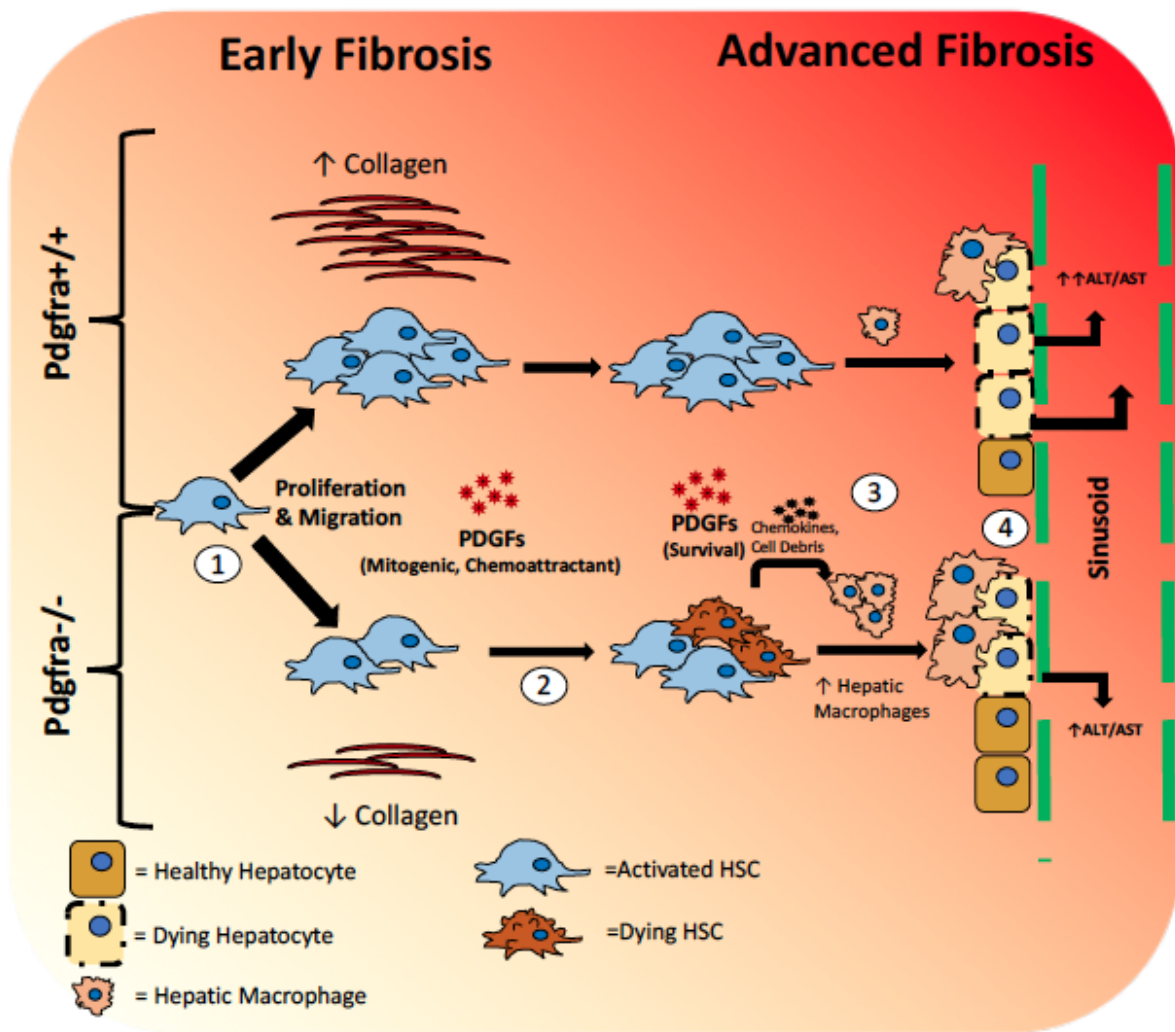 Early Fibrosis
Advanced Fibrosis
↑ Collagen
Pdgfra+/+
↑↑ALT/AST
Proliferation
& Migration
PDGFs
(Mitogenic, Chemoattractant)
PDGFs
(Survival)
Chemokines,
Cell Debris
3
4
Sinusoid
1
Pdgfra-/-
2
↑ Hepatic
Macrophages
↑ALT/AST
↓ Collagen
= Healthy Hepatocyte
=Activated HSC
= Dying Hepatocyte
=Dying HSC
= Hepatic Macrophage